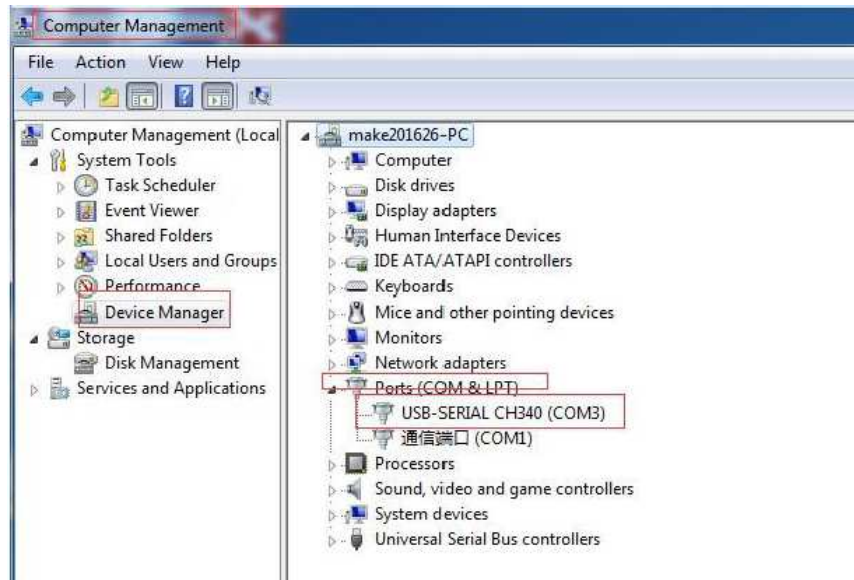 Computer Management
File Action View Help
Computer Management (Local
System Tools
Task Scheduler
Event Viewer
Shared Folders
Local Users and Groups
Performance
Device Manager
Storage
Disk Management
Services and Applications
make201626-PC
Computer
Disk drives
Display adapters
Human Interface Devices
IDE ATA/ATAPI controllers
Keyboards
Mice and other pointing devices
Monitors
Network adapters
Ports (COM & LPT)
USB-SERIAL CH340 (COM3)
通信端口 (COM1)
Processors
Sound, video and game controllers
System devices
Universal Serial Bus controllers